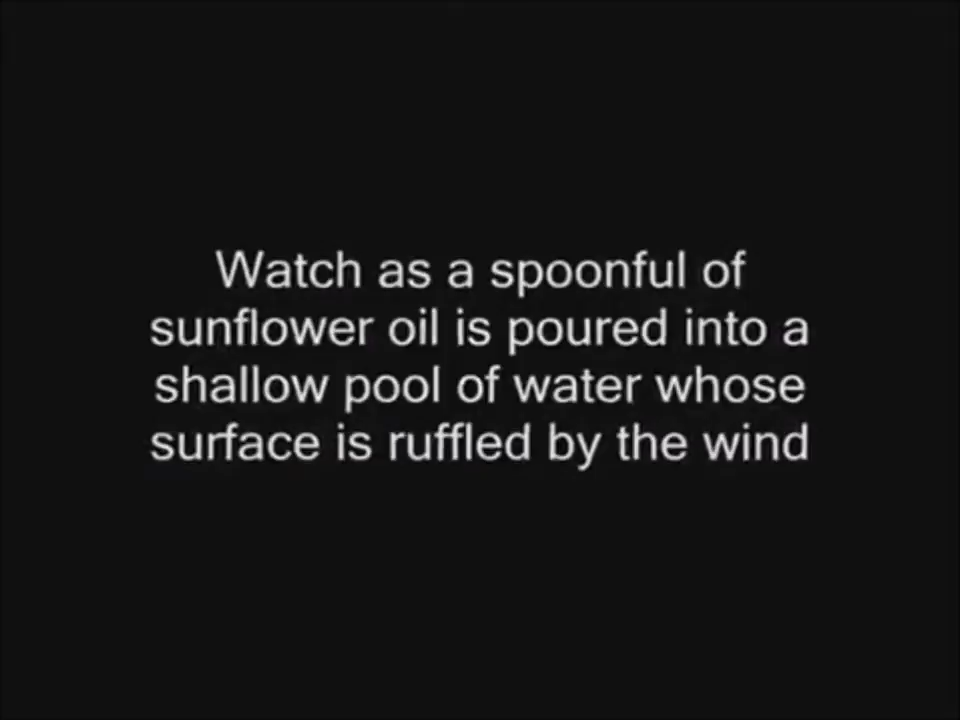 Watch as a spoonful of
sunflower oil is poured into a
shallow pool of water whose
surface is ruffled by the wind